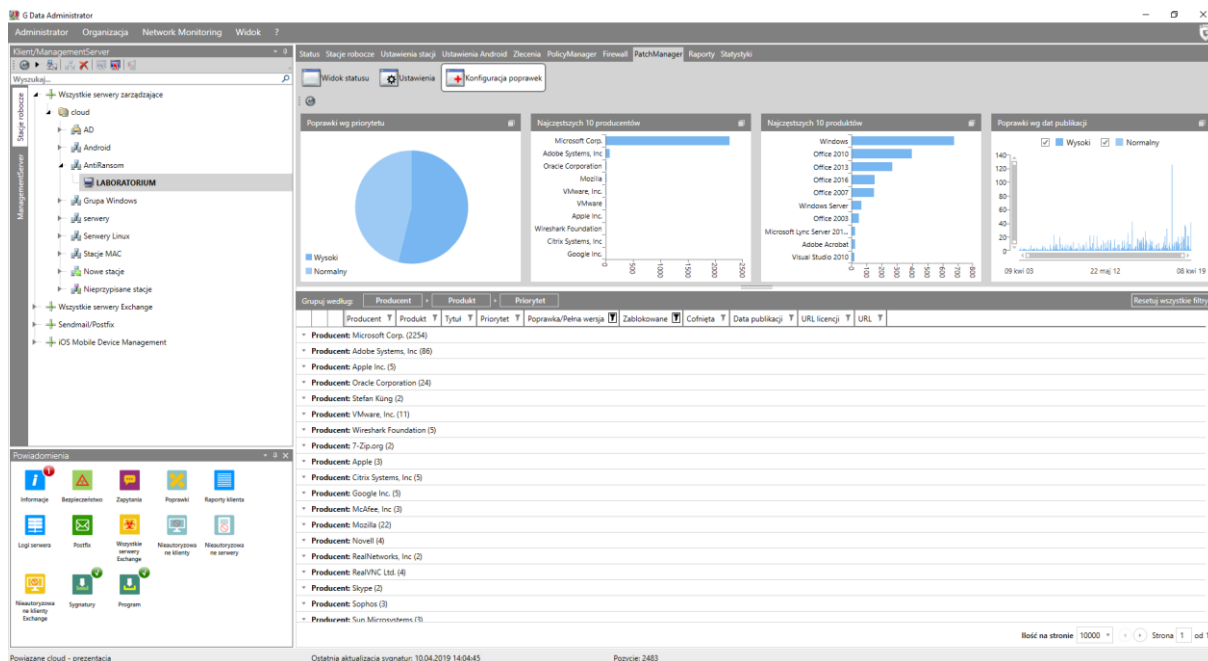 G Data Administrator
Administrator Organizacja Network Monitoring Widok ?
Klient/ManagementServer
Wyszukaj...
Stacje robocze
ManagementServer
Wszystkie serwery zarządzające
cloud
AD
Android
AntiRansom
LABORATORIUM
Grupa Windows
serwery
Serwery Linux
Stacje MAC
Nowe stacje
Nieprzypisane stacje
Wszystkie serwery Exchange
Sendmail/Postfix
iOS Mobile Device Management
Powiadomienia
1
Informacje Bezpieczeństwo Zapytania Poprawki Raporty klienta
Logi serwera Postfix Wszystkie serwery Exchange Nieautoryzowa ne klienty Nieautoryzowa ne serwery
Nieautoryzowa ne klienty Exchange Sygnatury Program
Status Stacje robocze Ustawienia stacji Ustawienia Android Zlecenia PolicyManager Firewall PatchManager Raporty Statystyki
Widok statusu Ustawienia Konfiguracja poprawek
Poprawki wg priorytetu
Wysoki
Normalny
Najczęstszych 10 producentów
Microsoft Corp.
Adobe Systems, Inc
Oracle Corporation
Mozilla
VMware, Inc.
VMware
Apple Inc.
Wireshark Foundation
Citrix Systems, Inc
Google Inc.
0 500 1000 1500 2000 2500
Najczęstszych 10 produktów
Windows
Office 2010
Office 2013
Office 2016
Office 2007
Windows Server
Office 2003
Microsoft Lync Server 201...
Adobe Acrobat
Visual Studio 2010
0 100 200 300 400 500 600 700 800
Poprawki wg dat publikacji
Wysoki Normalny
140
120
100
80
60
40
20
0
09 kwi 03 22 maj 12 08 kwi 19
Grupuj według: Producent Produkt Priorytet Resetuj wszystkie filtry
Producent Produkt Tytuł Priorytet Poprawka/Pełna wersja Zablokowane Cofnięta Data publikacji URL licencji URL
Producent: Microsoft Corp. (2254)
Producent: Adobe Systems, Inc (86)
Producent: Apple Inc. (5)
Producent: Oracle Corporation (24)
Producent: Stefan Küng (2)
Producent: VMware, Inc. (11)
Producent: Wireshark Foundation (5)
Producent: 7-Zip.org (2)
Producent: Apple (3)
Producent: Citrix Systems, Inc (5)
Producent: Google Inc. (5)
Producent: McAfee, Inc (3)
Producent: Mozilla (22)
Producent: Novell (4)
Producent: RealNetworks, Inc (2)
Producent: RealVNC Ltd. (4)
Producent: Skype (2)
Producent: Sophos (3)
Producent: Sun Microsystems (3)
Ilość na stronie 10000 Strona 1 od 1
Powiązane cloud - prezentacja Ostatnia aktualizacja sygnatur: 10.04.2019 14:04:45 Pozycje: 2483